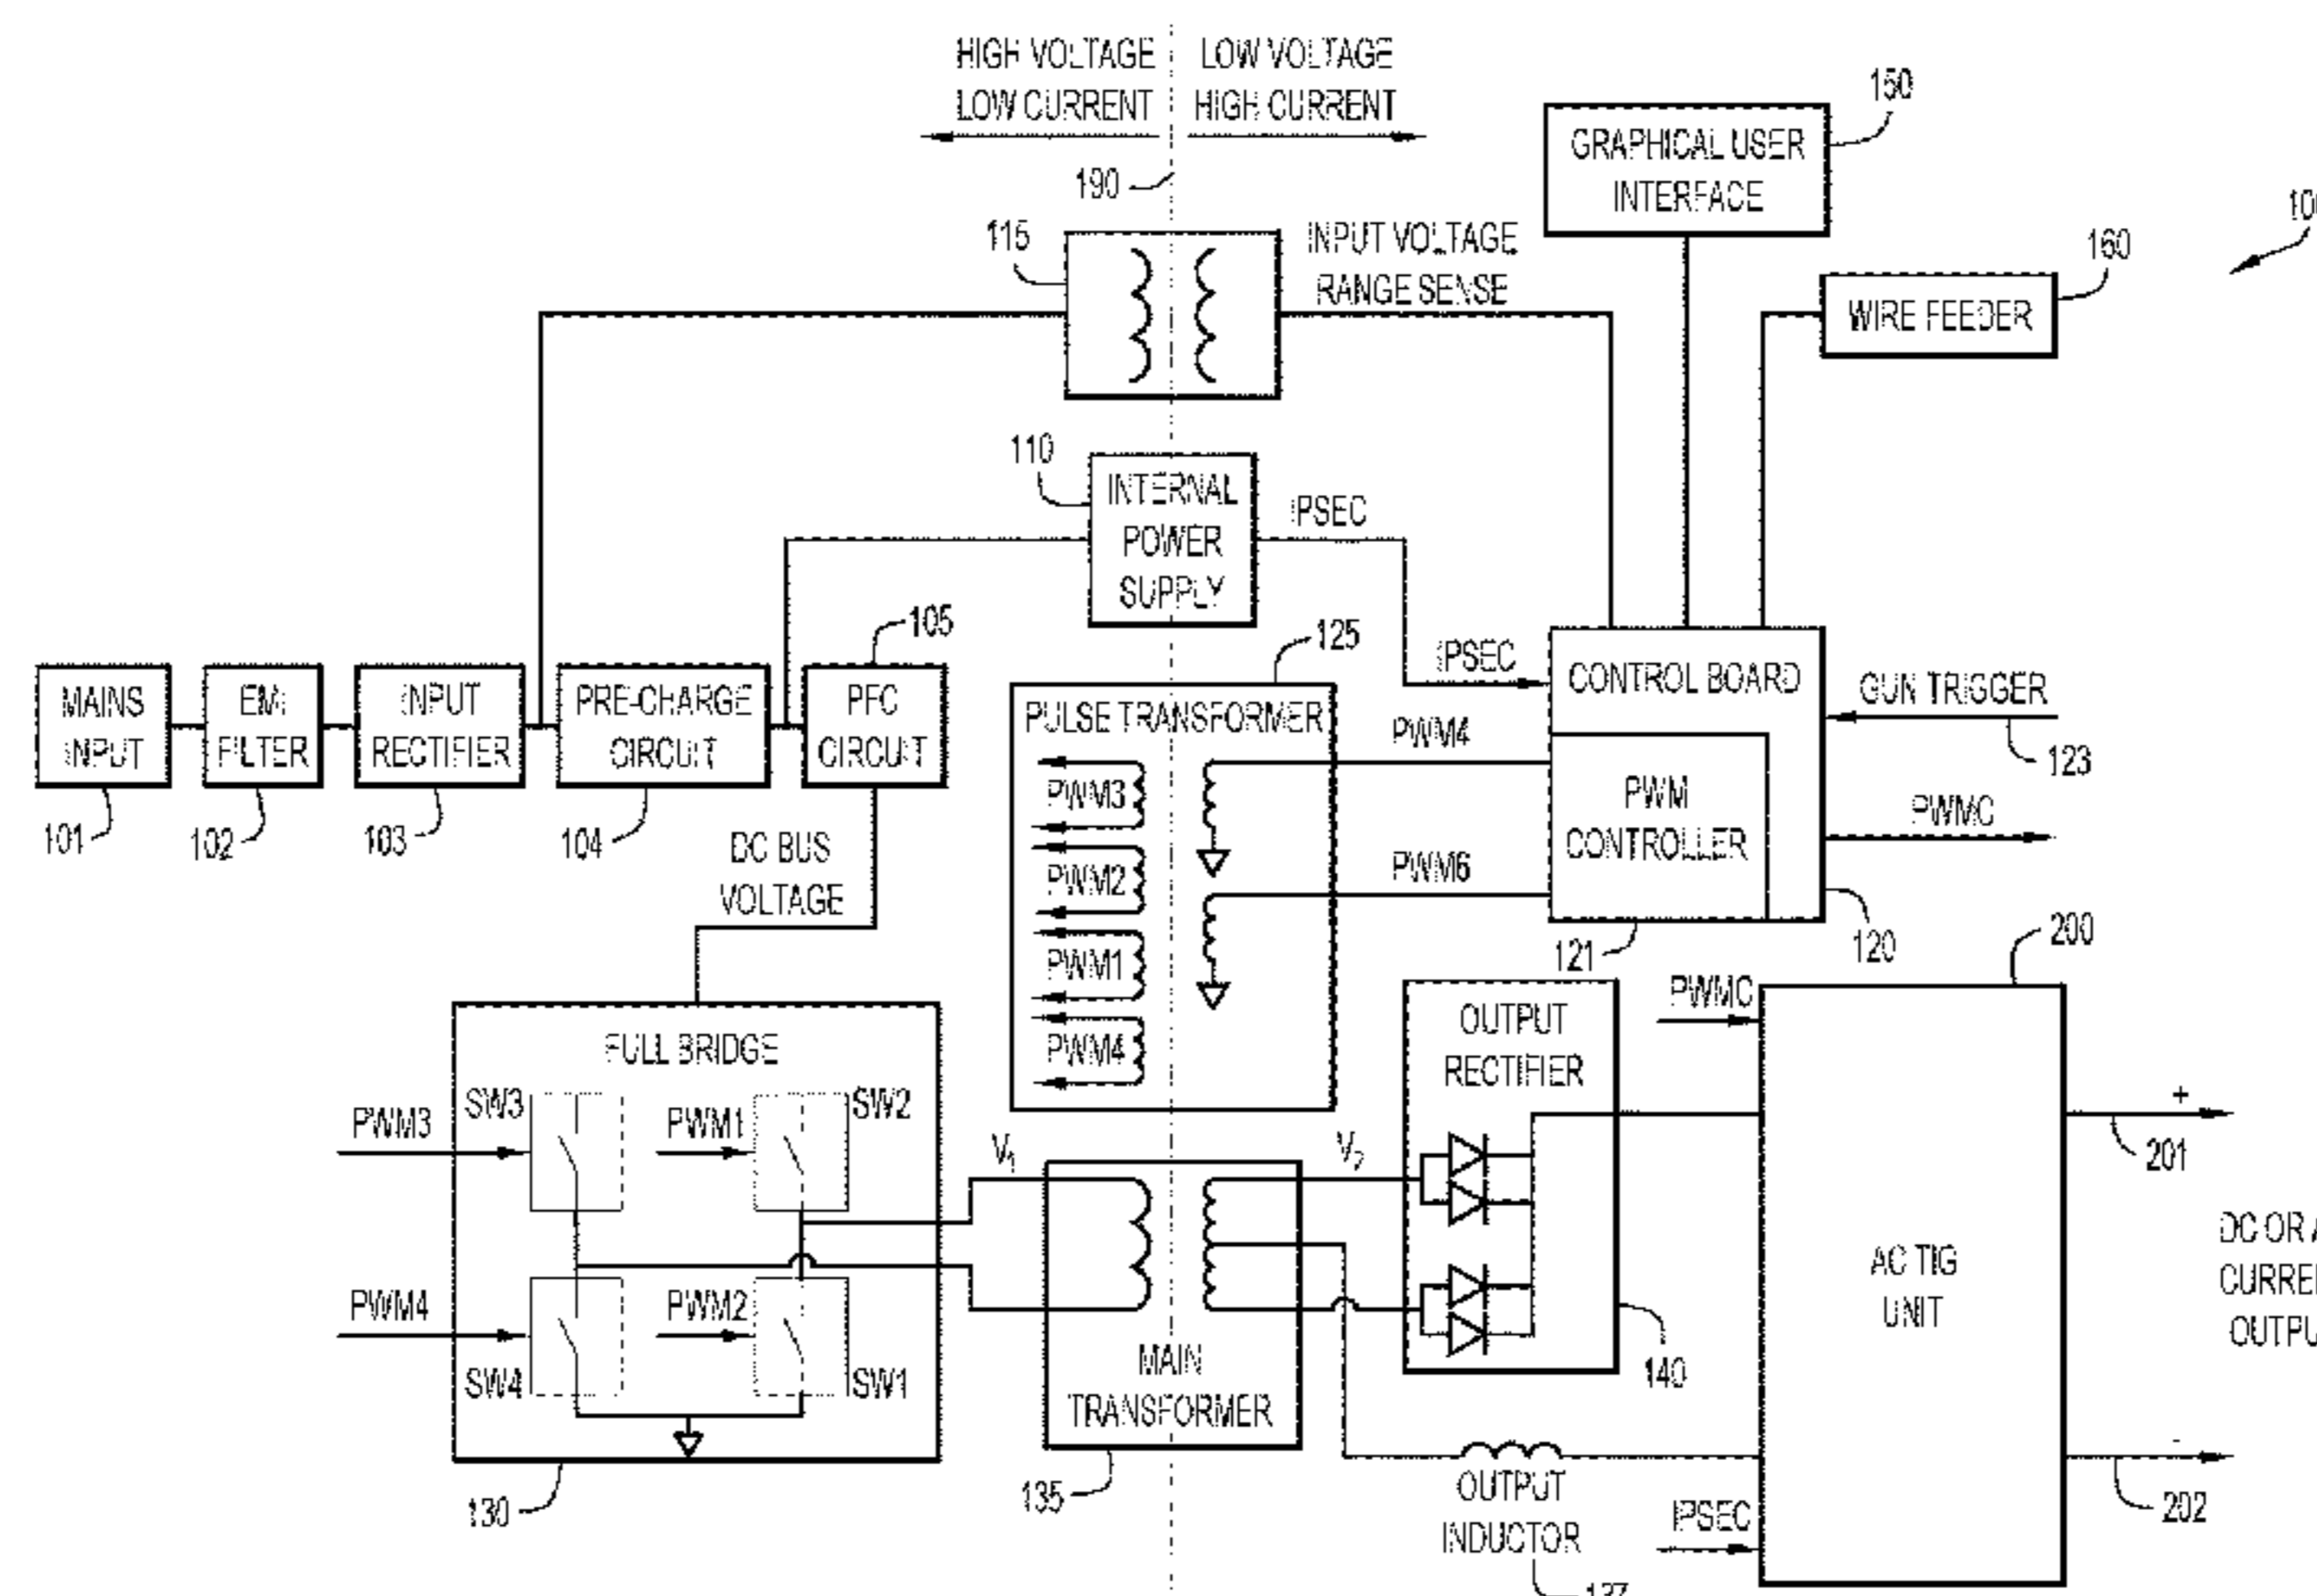 HIGH VOLTAGE
LOW CURRENT
LOW VOLTAGE
HIGH CURRENT
190
150
GRAPHICAL USER
INTERFACE
115
INPUT VOLTAGE
RANGE SENSE
160
WIRE FEEDER
110
INTERNAL
POWER
SUPPLY
IPSEC
105
125
IPSEC
CONTROL BOARD
MAINS
INPUT
EMI
FILTER
INPUT
RECTIFIER
PRE-CHARGE
CIRCUIT
PFC
CIRCUIT
PULSE TRANSFORMER
PWM4
GUN TRIGGER
123
PWM3
PWM
CONTROLLER
PWMC
101
102
103
104
DC BUS
VOLTAGE
PWM2
PWM6
PWM1
121
120
200
PWM4
PWMC
OUTPUT
RECTIFIER
FULL BRIDGE
SW3
SW2
PWM3
PWM1
V1
V2
+
201
PWM4
PWM2
SW4
SW1
MAIN
TRANSFORMER
140
AC TIG
UNIT
DC OR
OUTPUT
INDUCTOR
-
202
130
135
IPSEC
137